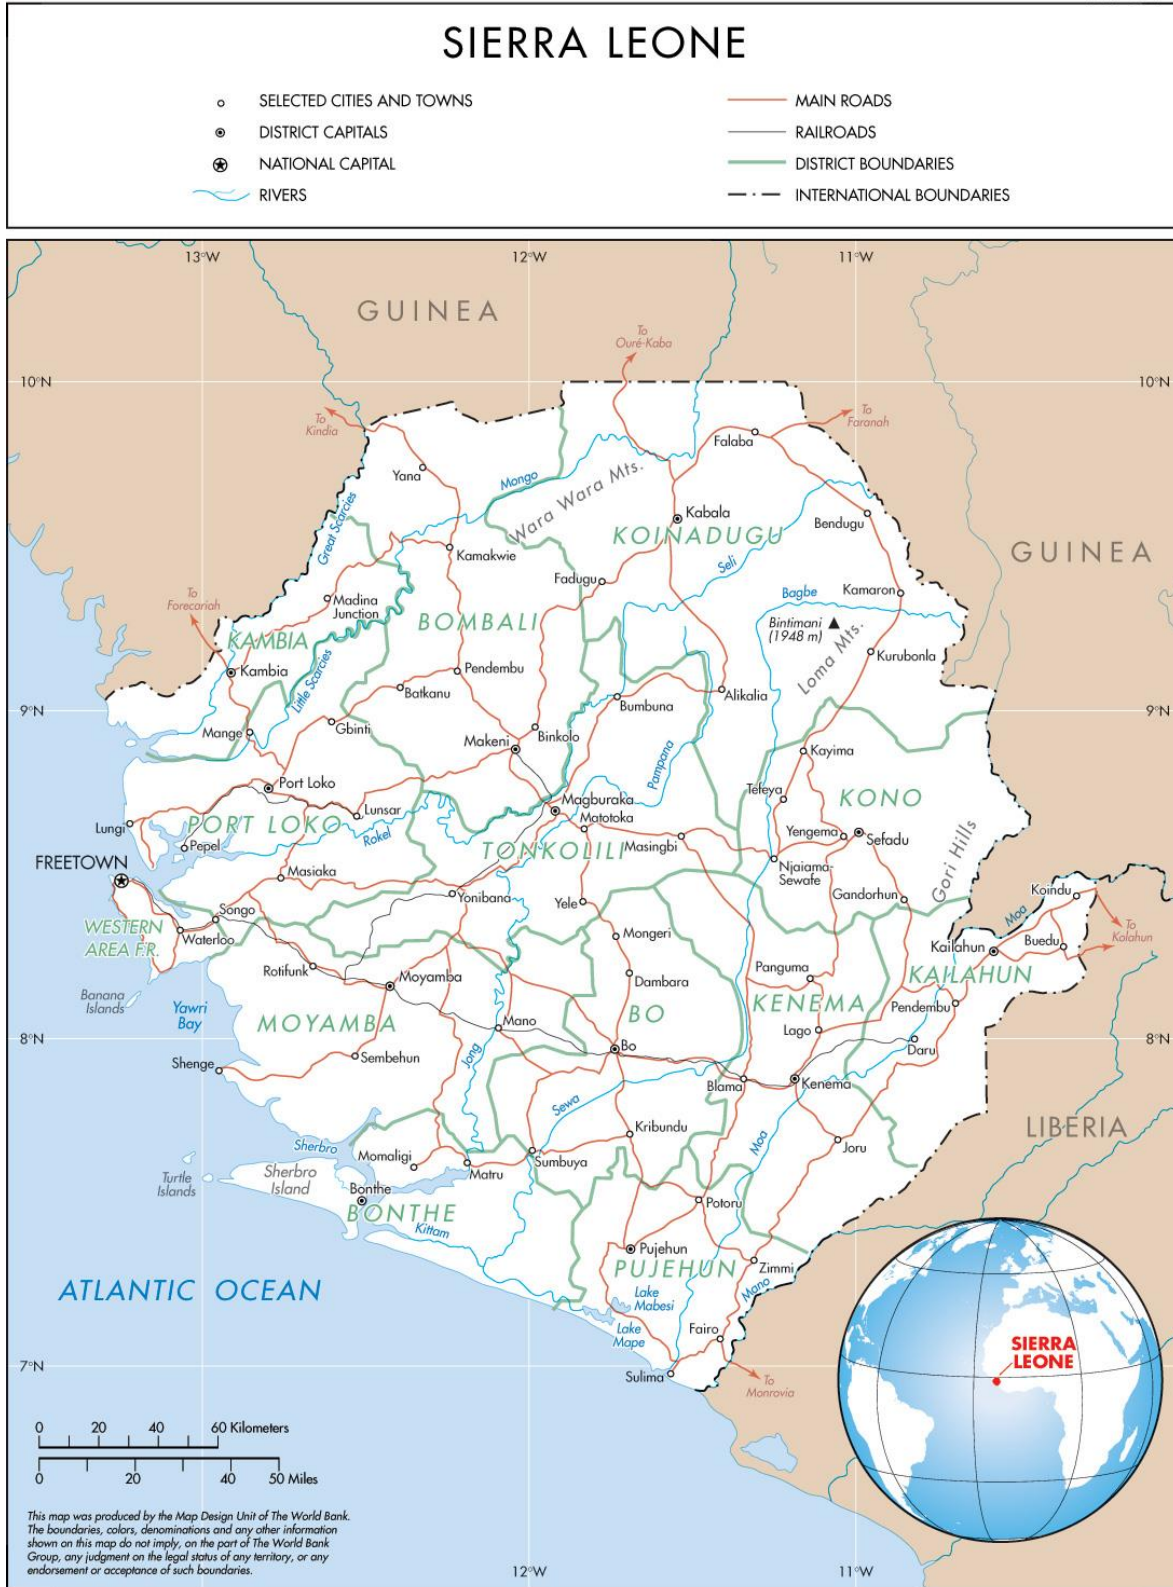 SIERRA LEONE
SELECTED CITIES AND TOWNS
DISTRICT CAPITALS
NATIONAL CAPITAL
RIVERS
MAIN ROADS
RAILROADS
DISTRICT BOUNDARIES
INTERNATIONAL BOUNDARIES
13°W
12°W
11°W
GUINEA
To
Ouré-Kaba
10°N
10°N
To
Kindia
To
Faranah
Falaba
Yana
Mongo
Wara Wara Mts.
Great Scarcies
Kabala
KOINADUGU
Bendugu
GUINEA
Kamakwie
Seli
Fadugu
To
Forecariah
Madina
Junction
Bagbe
Kamaron
BOMBALI
Bintimani
(1948 m)
KAMBIA
Loma Mts.
Kurubonla
Kambia
Pendembu
Little Scarcies
Batkanu
Alikalia
Bumbuna
9°N
9°N
Mange
Gbinti
Binkolo
Makeni
Kayima
Pampana
Port Loko
Tefeya
KONO
Magburaka
Lunsar
Lungi
PORT LOKO
Rokel
Matotoka
Yengema
Sefadu
Pepel
TONKOLILI
Masingbi
FREETOWN
Njaiama-
Sewafe
Gori Hills
Masiaka
Gandorhun
Koindu
Yonibana
Yele
Moa
Songo
WESTERN
AREA F.R.
Waterloo
Mongeri
To
Kolahun
Kailahun
Buedu
Rotifunk
Moyamba
Dambara
Panguma
KAILAHUN
Banana
Islands
Yawri
Bay
MOYAMBA
BO
KENEMA
Pendembu
Mano
Lago
8°N
8°N
Bo
Daru
Shenge
Sembehun
Jong
Blama
Kenema
Sewa
LIBERIA
Kribundu
Moa
Joru
Sherbro
Momaligi
Sumbuya
Turtle
Islands
Sherbro
Island
Matru
Bonthe
Potoru
BONTHE
Kittam
Pujehun
PUJEHUN
Zimmi
ATLANTIC OCEAN
Lake
Mabesi
Mano
Lake
Mape
Fairo
SIERRA
LEONE
7°N
Sulima
To
Monrovia
0 20 40 60 Kilometers
0 20 40 50 Miles
This map was produced by the Map Design Unit of The World Bank.
The boundaries, colors, denominations and any other information
shown on this map do not imply, on the part of The World Bank
Group, any judgment on the legal status of any territory, or any
endorsement or acceptance of such boundaries.
12°W
11°W